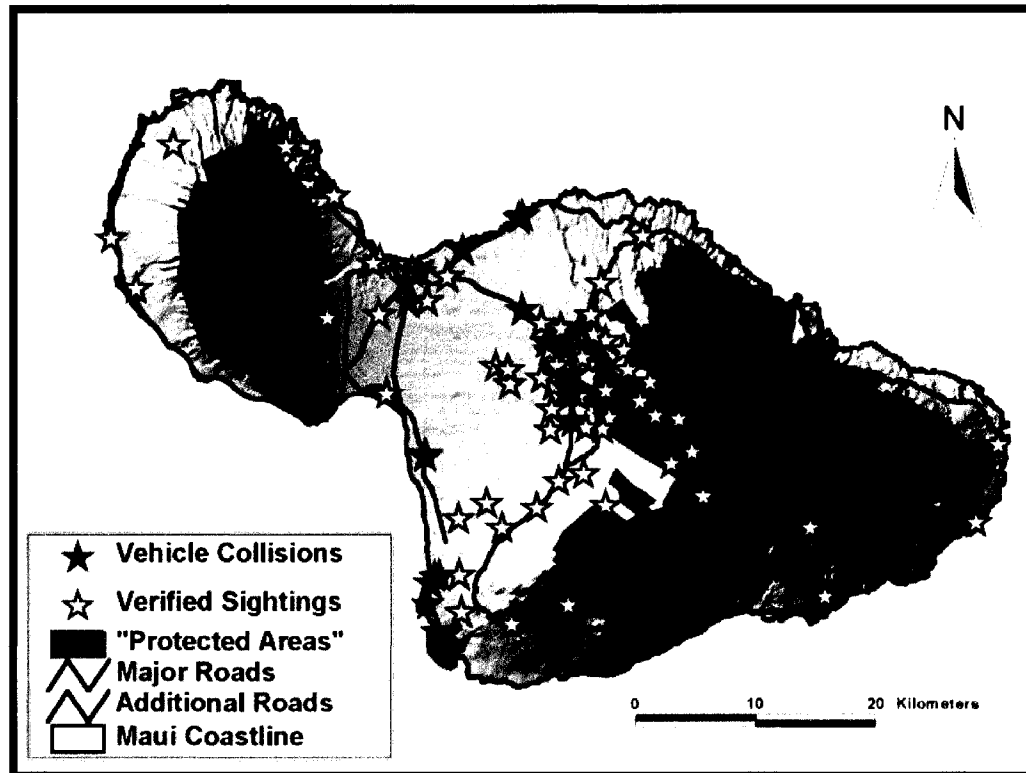 N
Vehicle Collisions
Verified Sightings
"Protected Areas"
Major Roads
Additional Roads
Maui Coastline
0 10 20 Kilometers